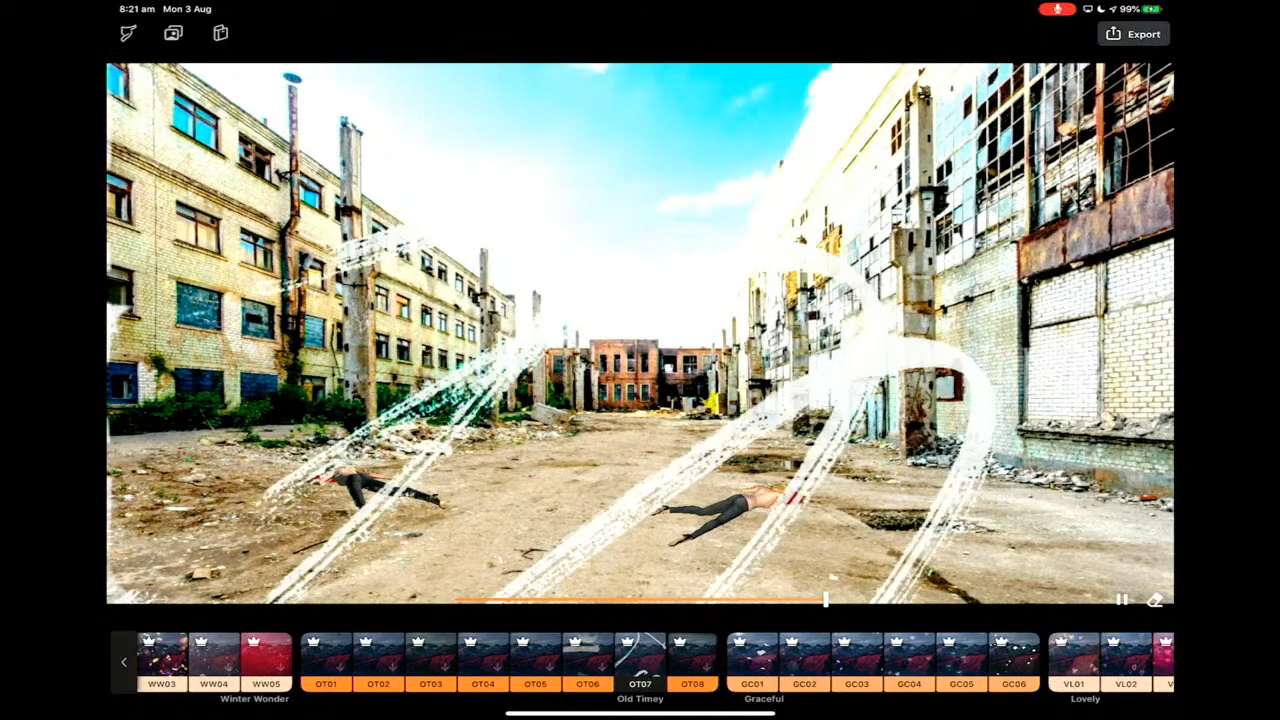 8:21 am Mon 3 Aug
99%
Export
WW03 WW04 WW05 OT01 OT02 OT03 OT04 OT05 OT06 OT07 OT08 GC01 GC02 GC03 GC04 GC05 GC06 VL01 VL02 V
Winter Wonder Old Timey Graceful Lovely